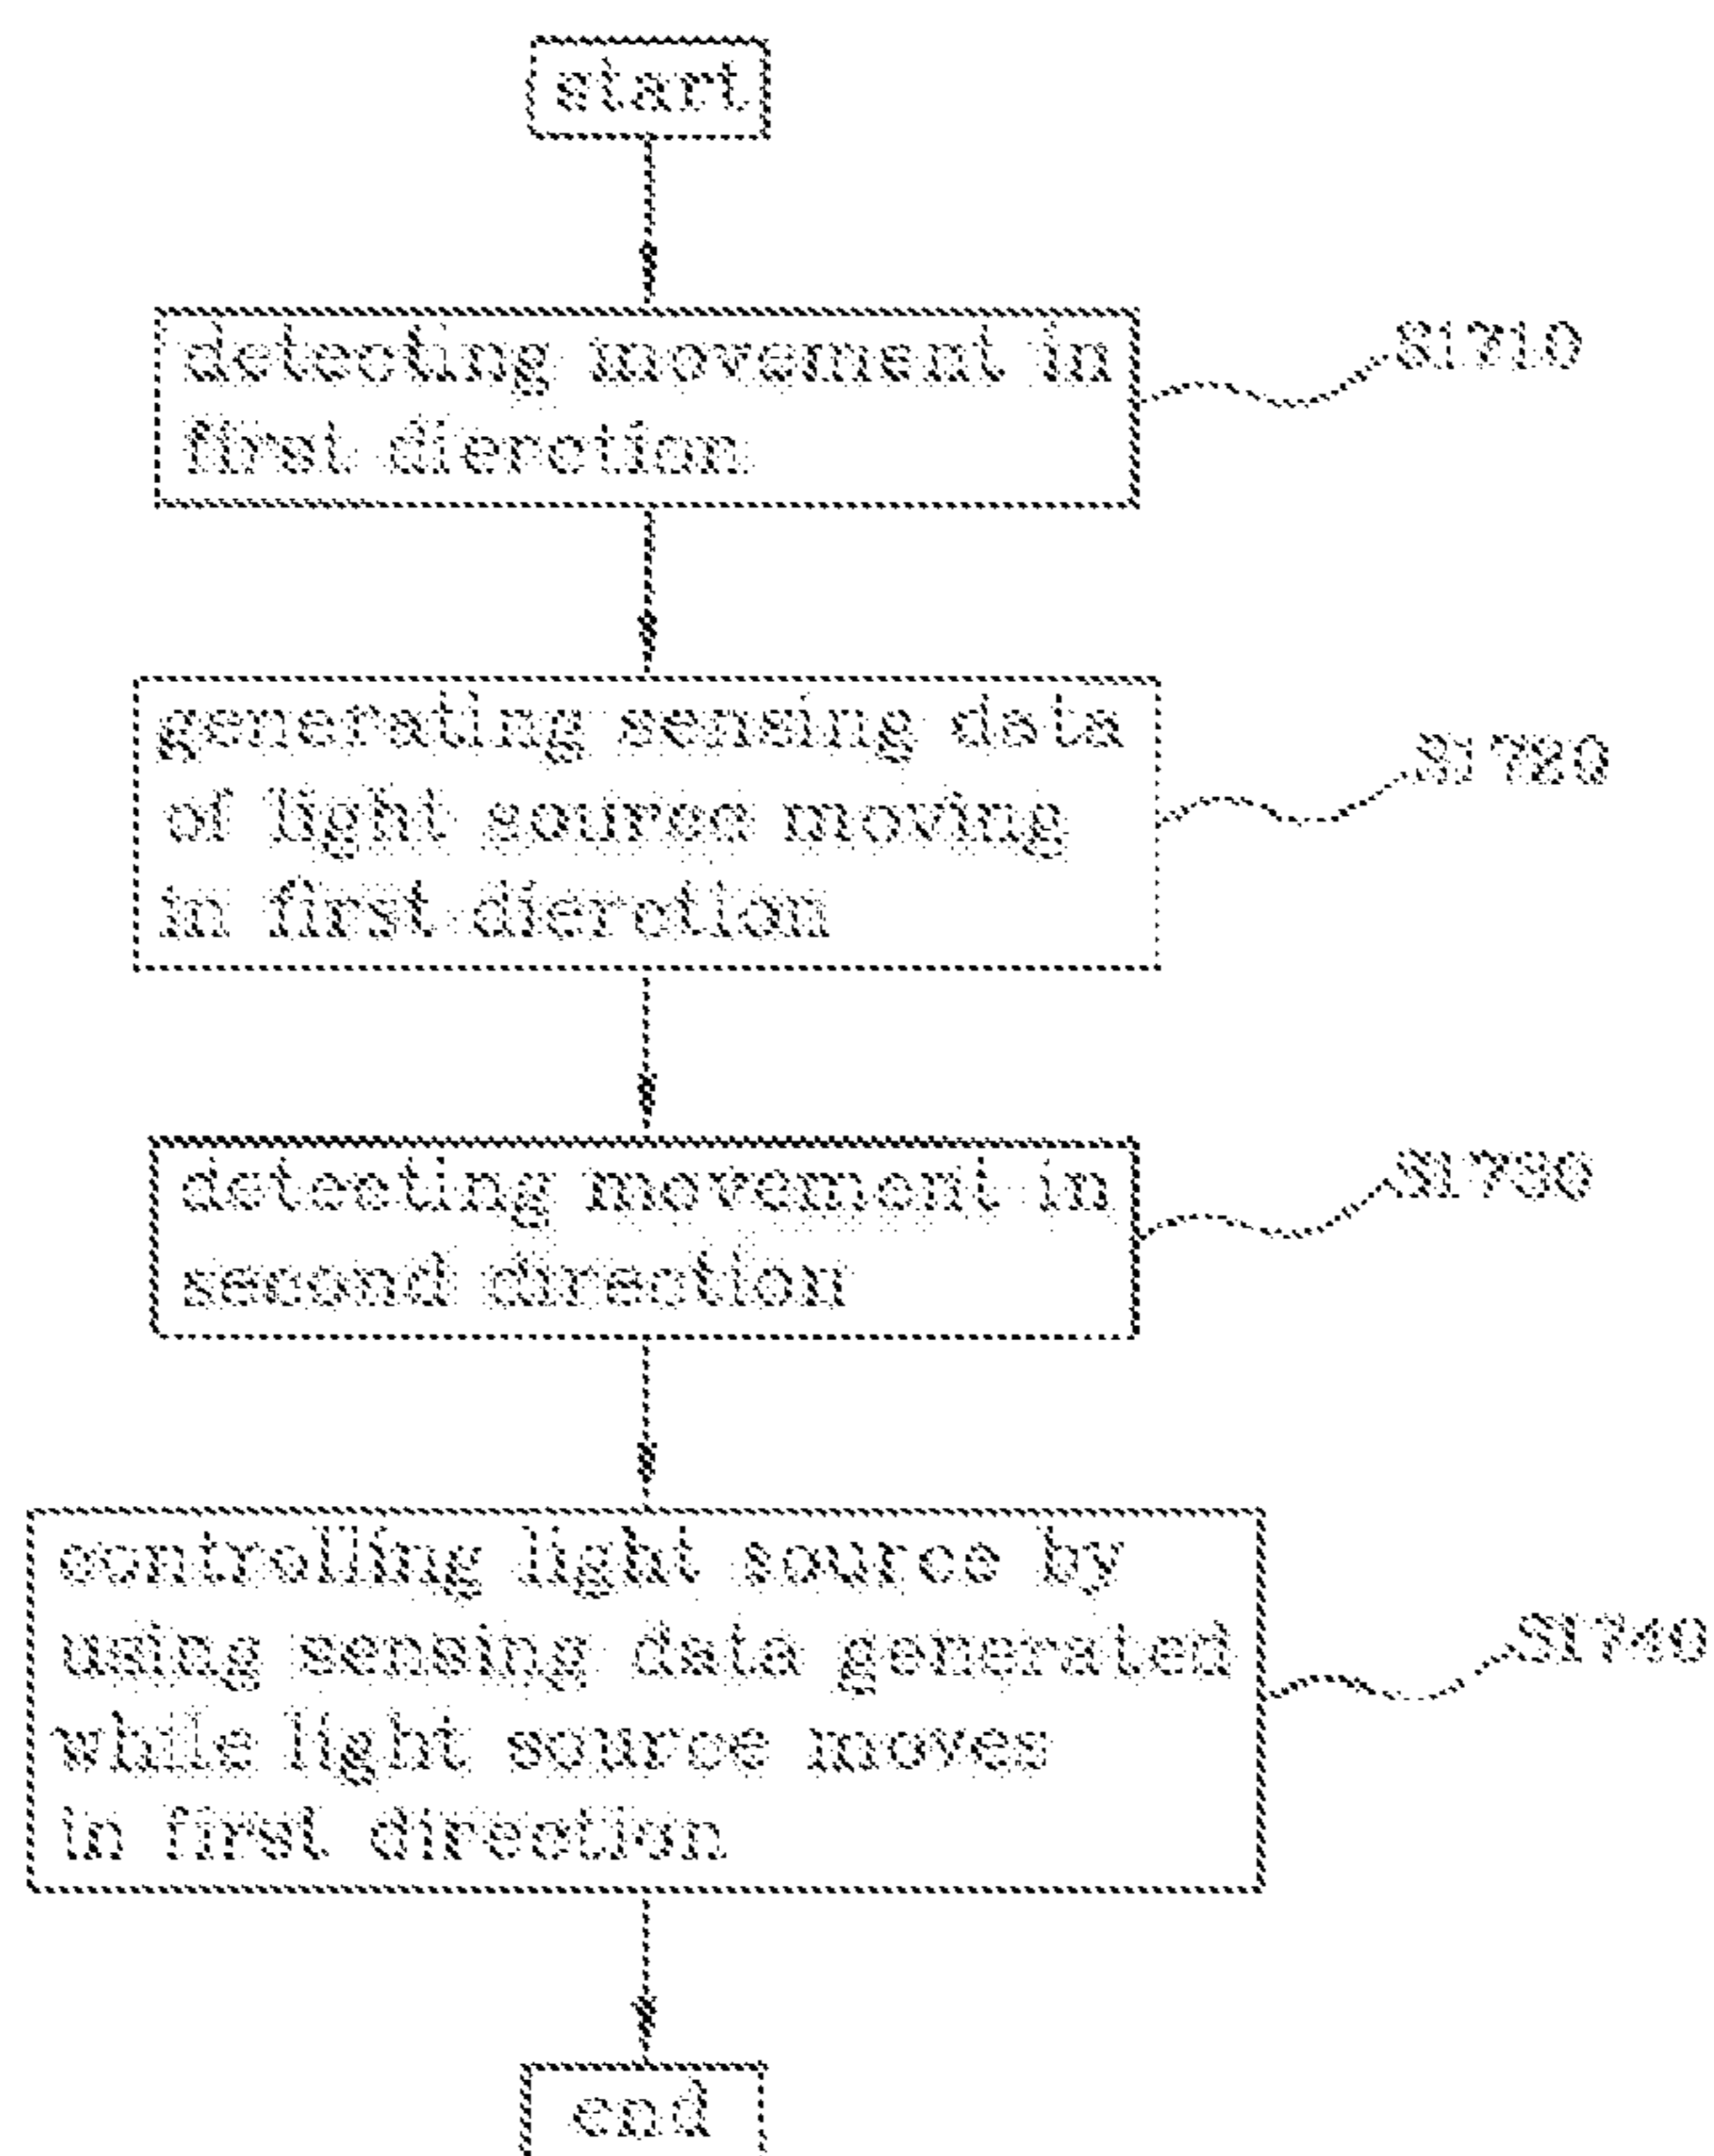 start
detecting movement in
first dierction
S1710
generating sensing data
of light source moving
in first dierction
S1720
detecting movement in
second direction
S1730
controlling light source by
using sensing data generated
while light source moves
in first direction
S1740
end